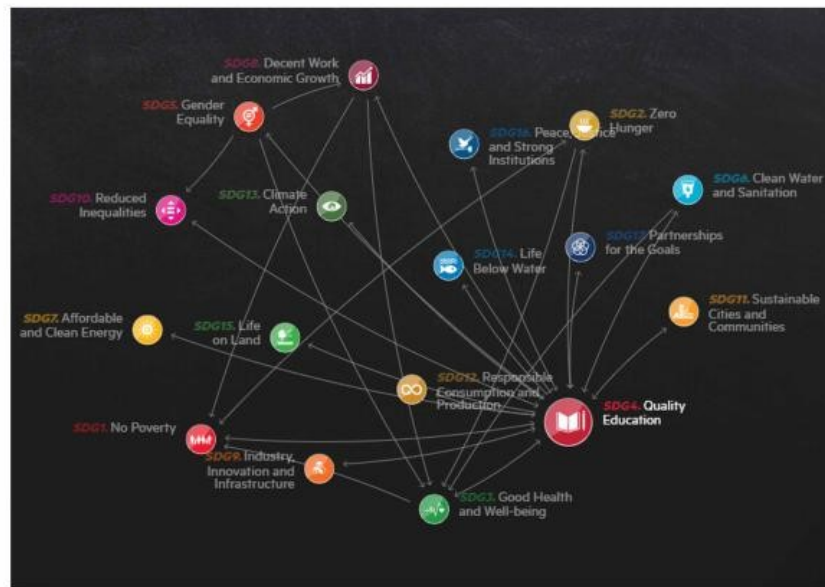 SDG8. Decent Work
and Economic Growth
SDG5. Gender
Equality
SDG2. Zero
Hunger
SDG16. Peace, Justice
and Strong
Institutions
SDG6. Clean Water
and Sanitation
SDG10. Reduced
Inequalities
SDG13. Climate
Action
SDG17. Partnerships
for the Goals
SDG14. Life
Below Water
SDG11. Sustainable
Cities and
Communities
SDG7. Affordable
and Clean Energy
SDG15. Life
on Land
SDG12. Responsible
Consumption and
Production
SDG4. Quality
Education
SDG1. No Poverty
SDG9. Industry,
Innovation and
Infrastructure
SDG3. Good Health
and Well-being